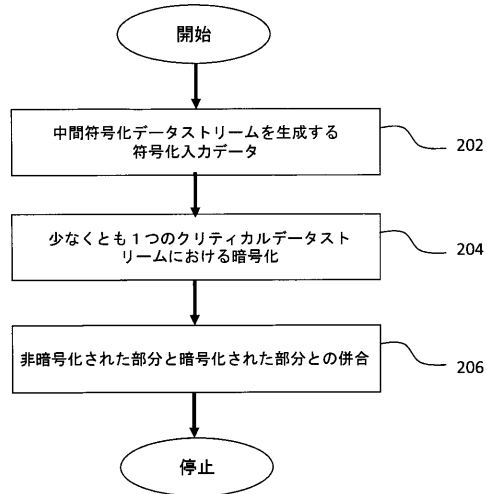 開始
中間符号化データストリームを生成する
符号化入力データ
202
少なくとも１つのクリティカルデータスト
リームにおける暗号化
204
非暗号化された部分と暗号化された部分との併合
206
停止